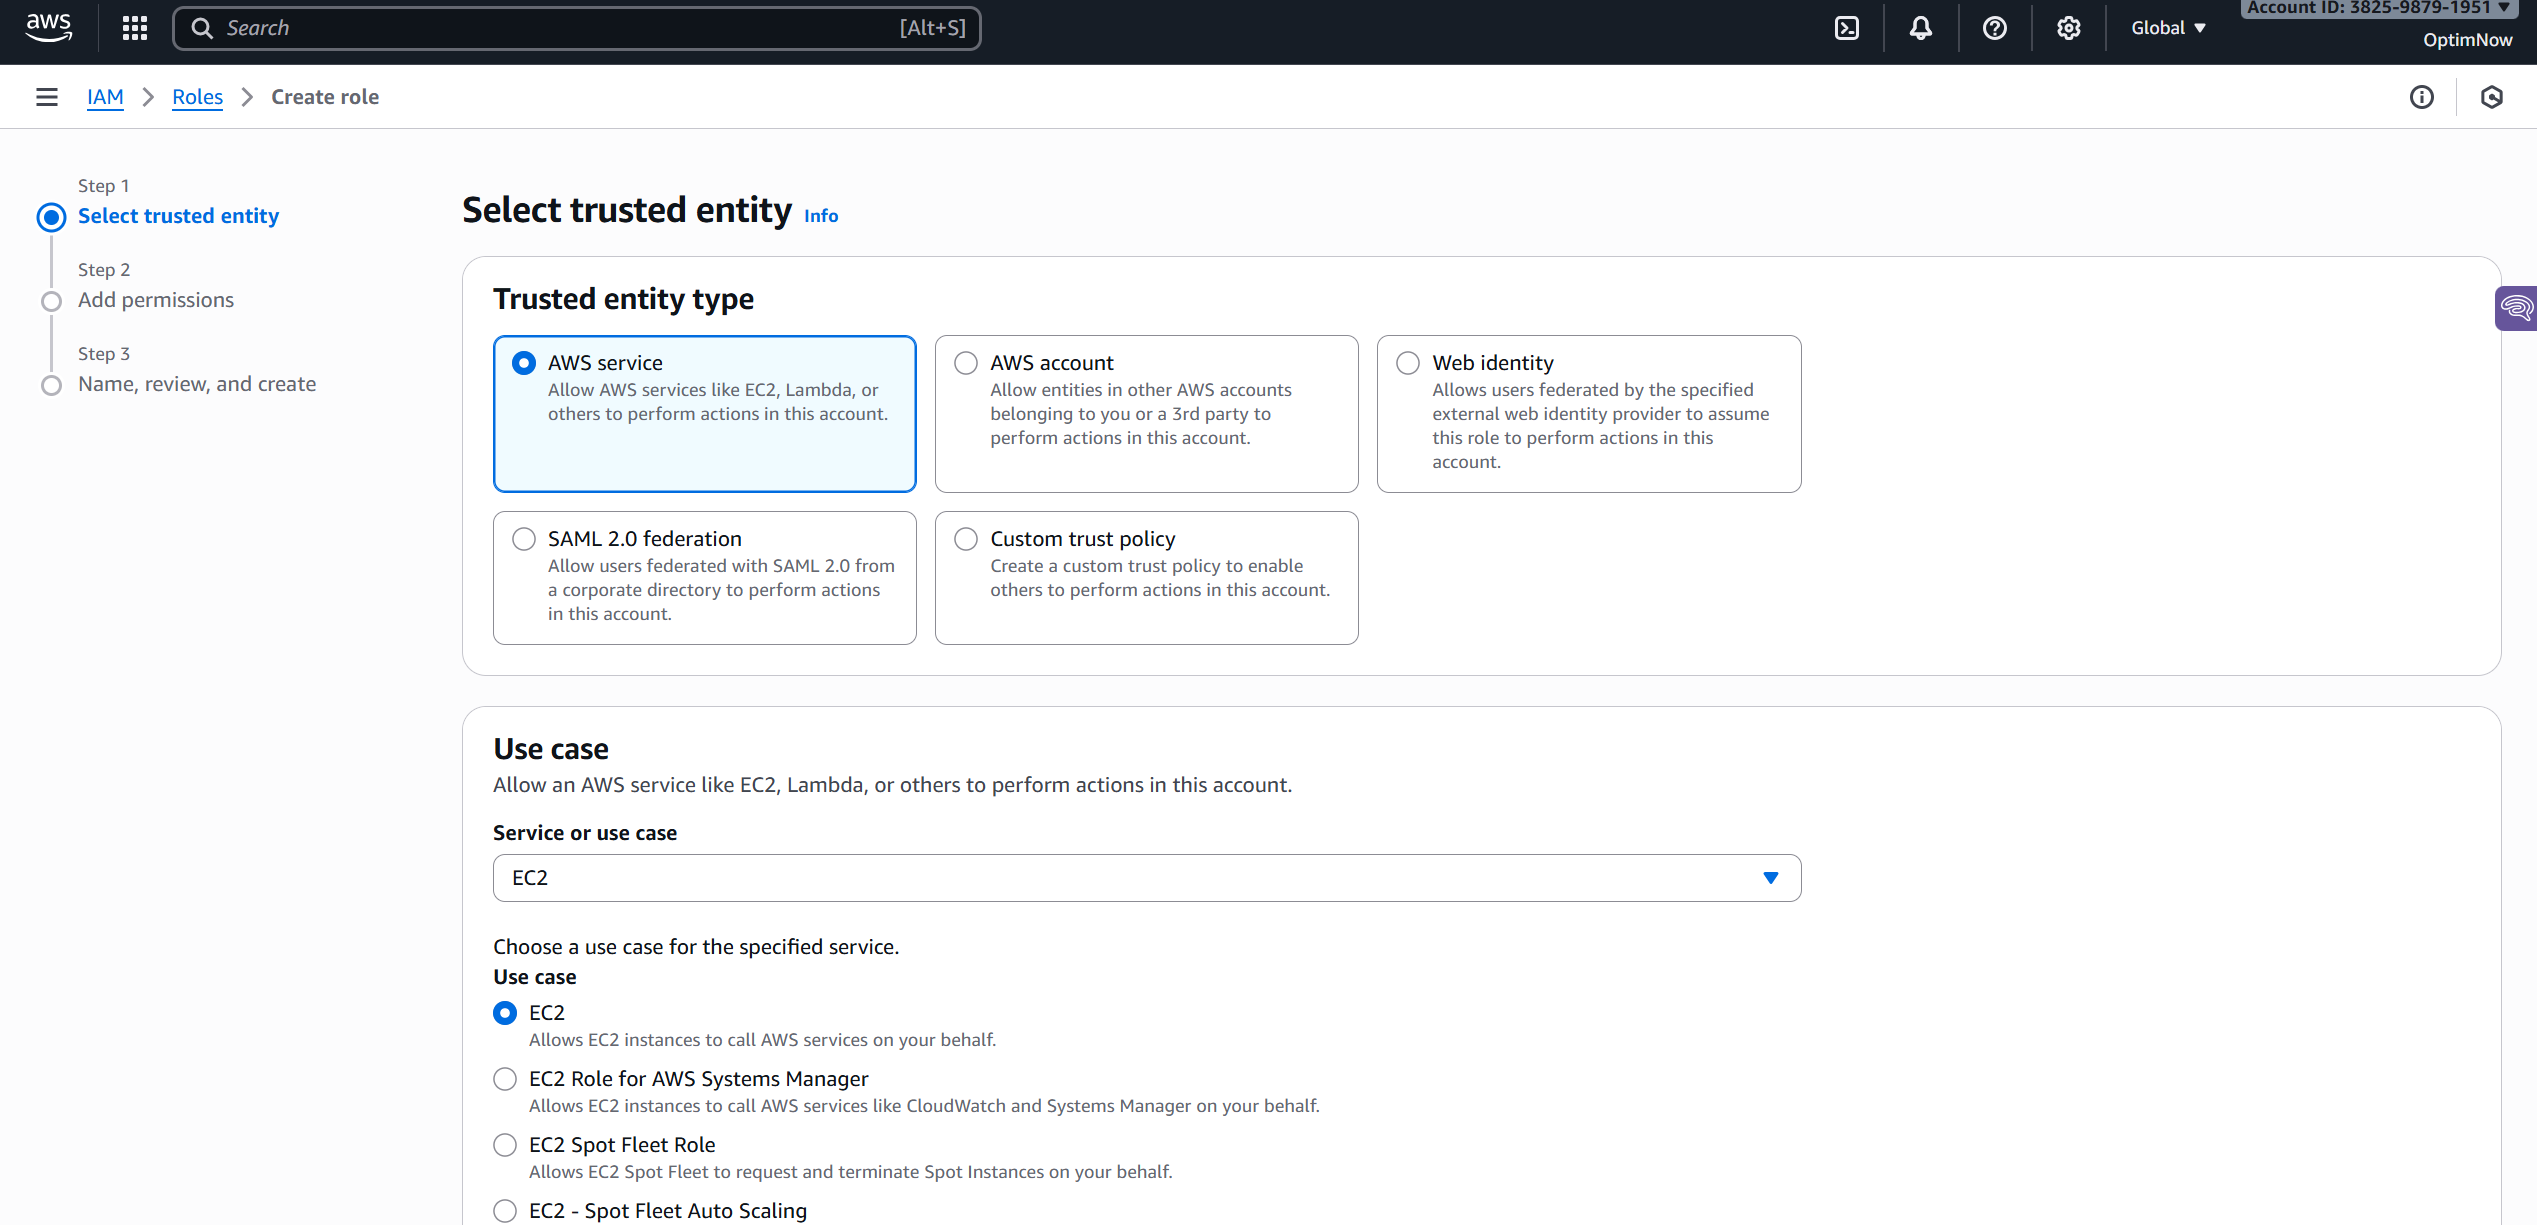 aws
Search
[Alt+S]
Global
Account ID: 3825-9879-1951
OptimNow
IAM
Roles
Create role
Step 1
Select trusted entity
Step 2
Add permissions
Step 3
Name, review, and create
Select trusted entity Info
Trusted entity type
AWS service
Allow AWS services like EC2, Lambda, or
others to perform actions in this account.
AWS account
Allow entities in other AWS accounts
belonging to you or a 3rd party to
perform actions in this account.
Web identity
Allows users federated by the specified
external web identity provider to assume
this role to perform actions in this
account.
SAML 2.0 federation
Allow users federated with SAML 2.0 from
a corporate directory to perform actions
in this account.
Custom trust policy
Create a custom trust policy to enable
others to perform actions in this account.
Use case
Allow an AWS service like EC2, Lambda, or others to perform actions in this account.
Service or use case
EC2
Choose a use case for the specified service.
Use case
EC2
Allows EC2 instances to call AWS services on your behalf.
EC2 Role for AWS Systems Manager
Allows EC2 instances to call AWS services like CloudWatch and Systems Manager on your behalf.
EC2 Spot Fleet Role
Allows EC2 Spot Fleet to request and terminate Spot Instances on your behalf.
EC2 - Spot Fleet Auto Scaling